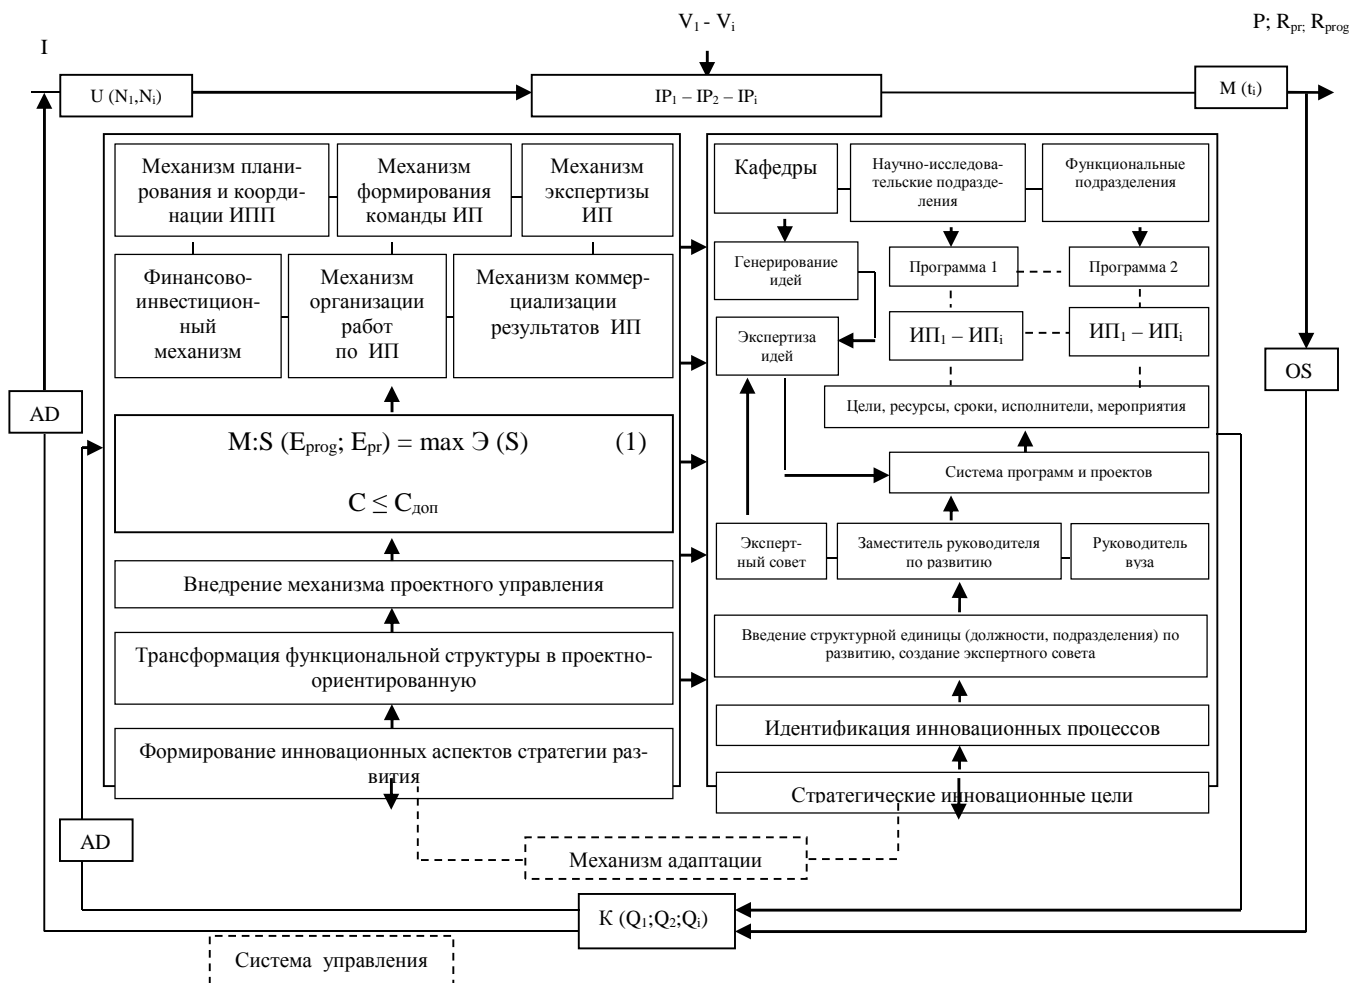 V₁ - Vᵢ
P; R_pr; R_prog
I
U (N₁,Nᵢ)
IP₁ – IP₂ – IPᵢ
M (tᵢ)
Механизм плани-
рования и коорди-
нации ИПП
Механизм
формирования
команды ИП
Механизм
экспертизы
ИП
Финансово-
инвестицион-
ный
механизм
Механизм
организации
работ
по ИП
Механизм коммер-
циализации
результатов ИП
M:S (E_prog; E_pr) = max Э (S) (1)
C ≤ C_доп
Внедрение механизма проектного управления
Трансформация функциональной структуры в проектно-
ориентированную
Формирование инновационных аспектов стратегии раз-
вития
Кафедры
Научно-исследова-
тельские подразде-
ления
Функциональные
подразделения
Генерирование
идей
Программа 1
Программа 2
Экспертиза
идей
ИП₁ – ИПᵢ
ИП₁ – ИПᵢ
Цели, ресурсы, сроки, исполнители, мероприятия
Система программ и проектов
Эксперт-
ный совет
Заместитель руководителя
по развитию
Руководитель
вуза
Введение структурной единицы (должности, подразделения) по
развитию, создание экспертного совета
Идентификация инновационных процессов
Стратегические инновационные цели
AD
OS
AD
Механизм адаптации
К (Q₁;Q₂;Qᵢ)
Система управления